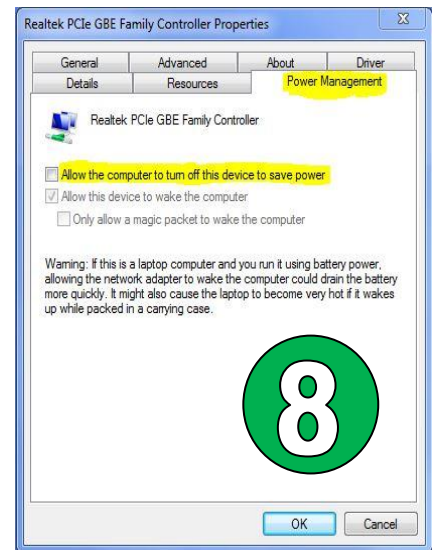 Realtek PCIe GBE Family Controller Properties
X
General Advanced About Driver
Details Resources Power Management
Realtek PCIe GBE Family Controller
Allow the computer to turn off this device to save power
Allow this device to wake the computer
Only allow a magic packet to wake the computer
Warning: If this is a laptop computer and you run it using battery power,
allowing the network adapter to wake the computer could drain the battery
more quickly. It might also cause the laptop to become very hot if it wakes
up while packed in a carrying case.
8
OK Cancel